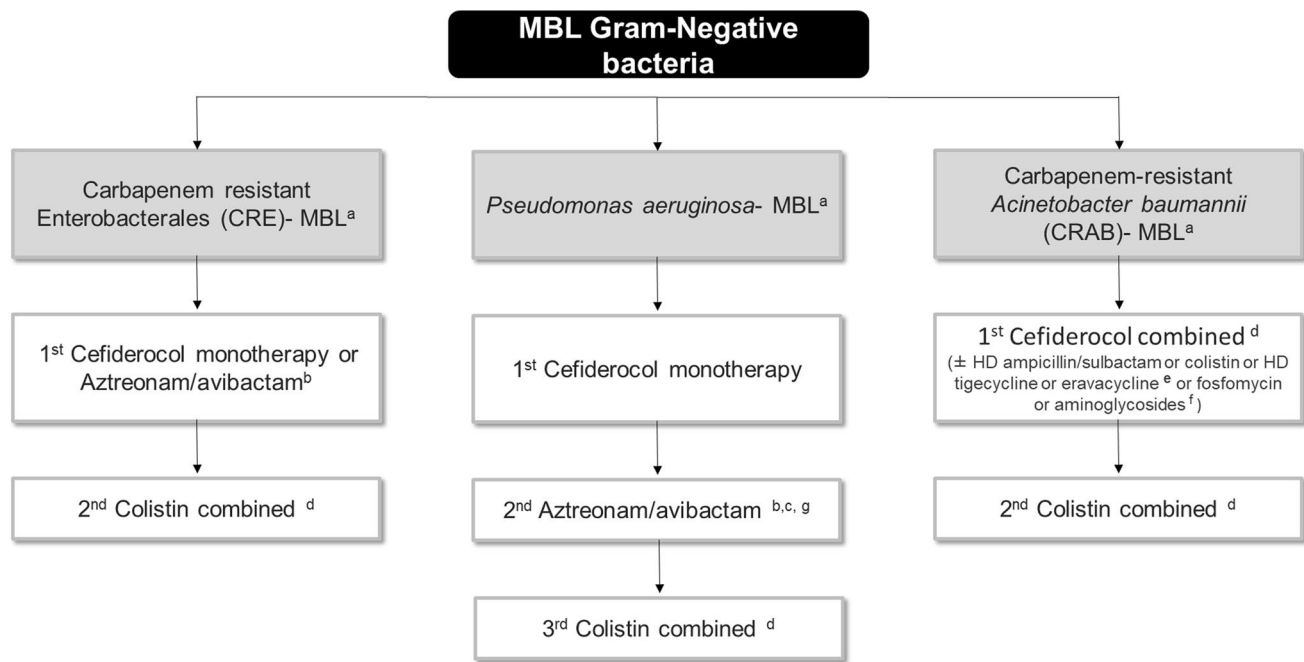 MBL Gram-Negative
bacteria
Carbapenem resistant
Enterobacterales (CRE)- MBLᵃ
Pseudomonas aeruginosa- MBLᵃ
Carbapenem-resistant
Acinetobacter baumannii
(CRAB)- MBLᵃ
1ˢᵗ Cefiderocol monotherapy or
Aztreonam/avibactamᵇ
1ˢᵗ Cefiderocol monotherapy
1ˢᵗ Cefiderocol combined ᵈ
(± HD ampicillin/sulbactam or colistin or HD
tigecycline or eravacycline ᵉ or fosfomycin
or aminoglycosides ᶠ)
2ⁿᵈ Colistin combined ᵈ
2ⁿᵈ Aztreonam/avibactam ᵇ,ᶜ, ᵍ
2ⁿᵈ Colistin combined ᵈ
3ʳᵈ Colistin combined ᵈ